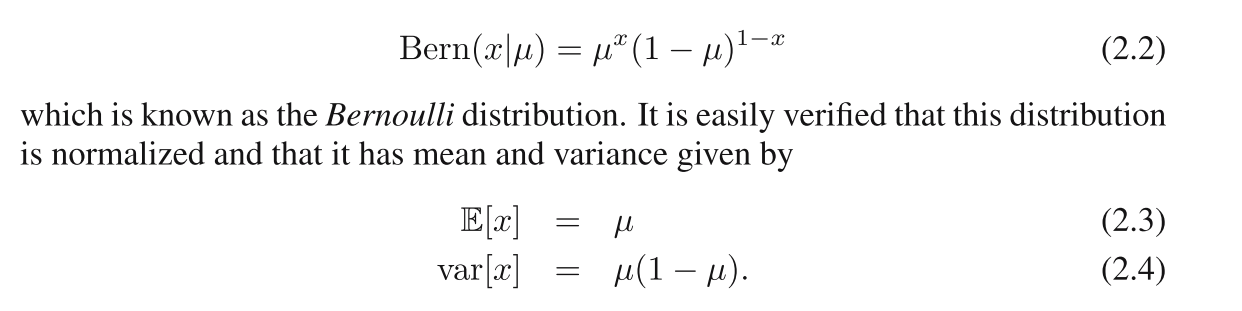 Bern(x|μ) = μˣ(1 − μ)¹⁻ˣ (2.2)
which is known as the Bernoulli distribution. It is easily verified that this distribution
is normalized and that it has mean and variance given by
𝔼[x] = μ (2.3)
var[x] = μ(1 − μ). (2.4)